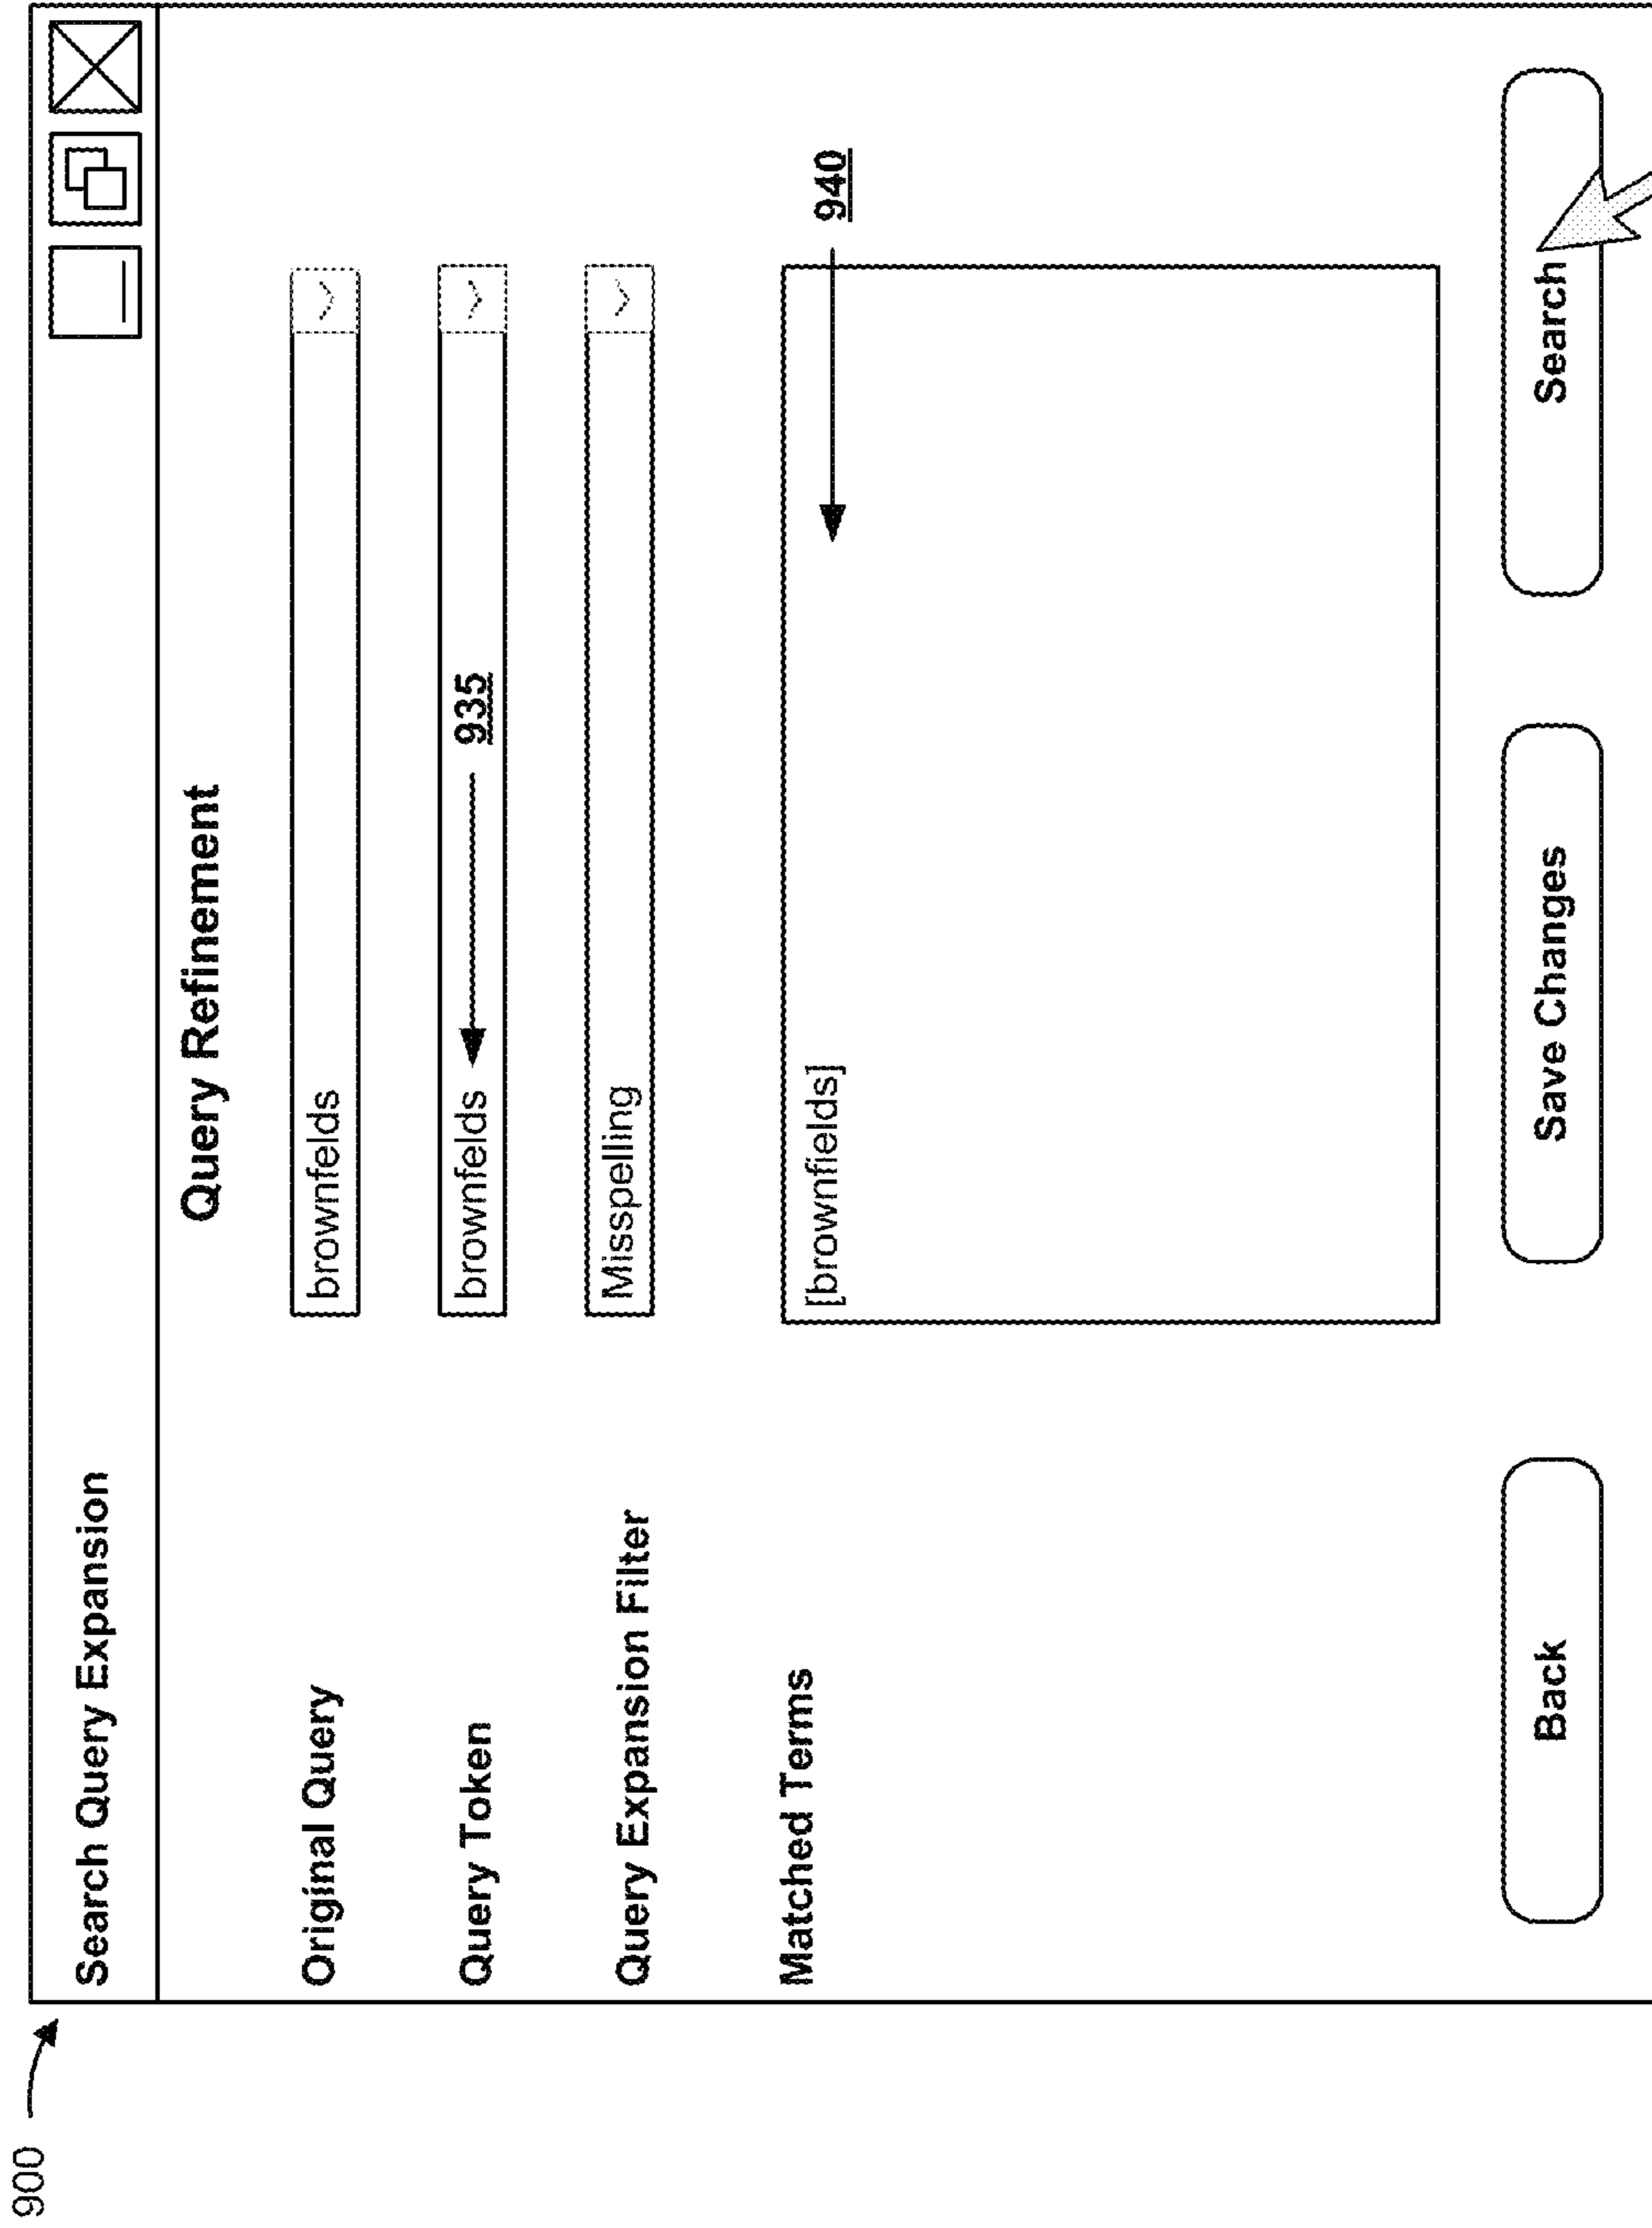 900
Search Query Expansion
Query Refinement
Original Query
brownfelds
Query Token
brownfelds
935
Query Expansion Filter
Misspelling
Matched Terms
[brownfields]
940
Back
Save Changes
Search